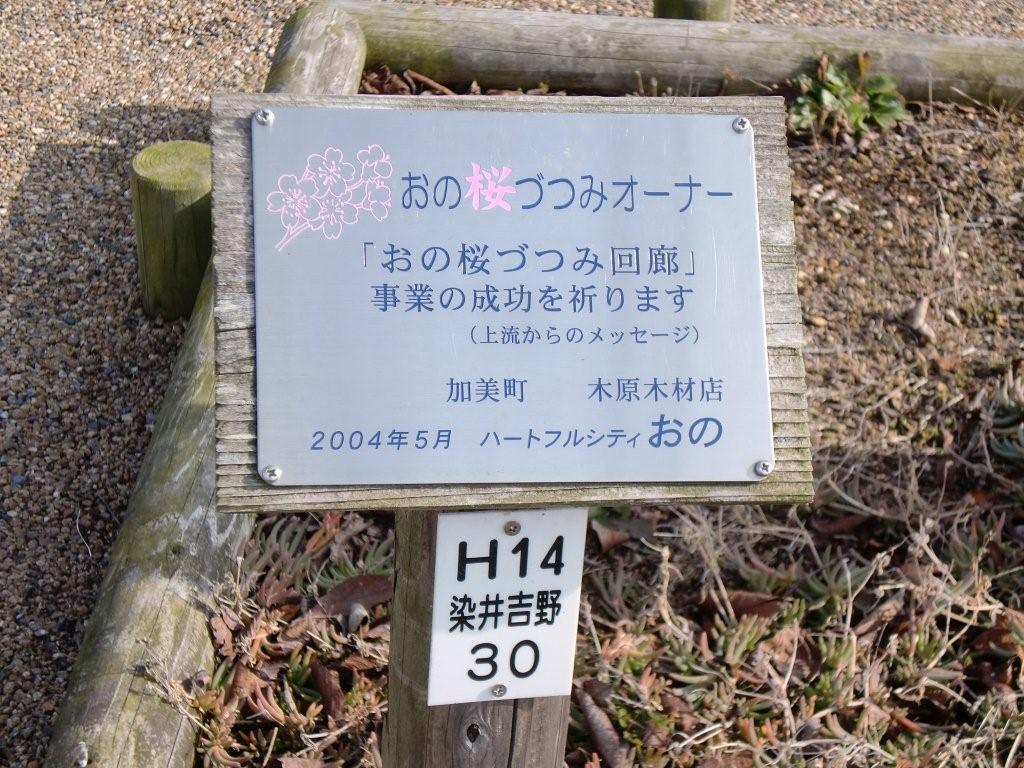 おの桜づつみオーナー
「おの桜づつみ回廊」
事業の成功を祈ります
（上流からのメッセージ）
加美町　　木原木材店
2004年5月　ハートフルシティおの
H14
染井吉野
30